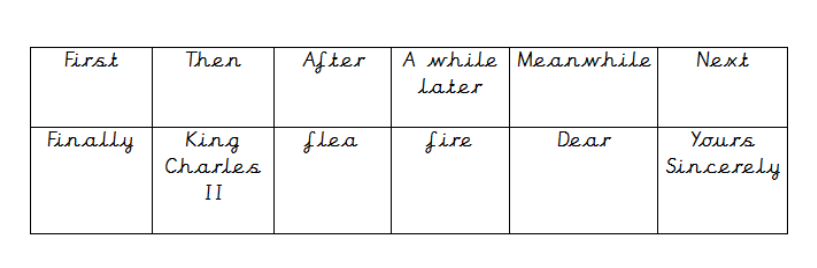 First Then After A while later Meanwhile Next
Finally King Charles II flea fire Dear Yours Sincerely